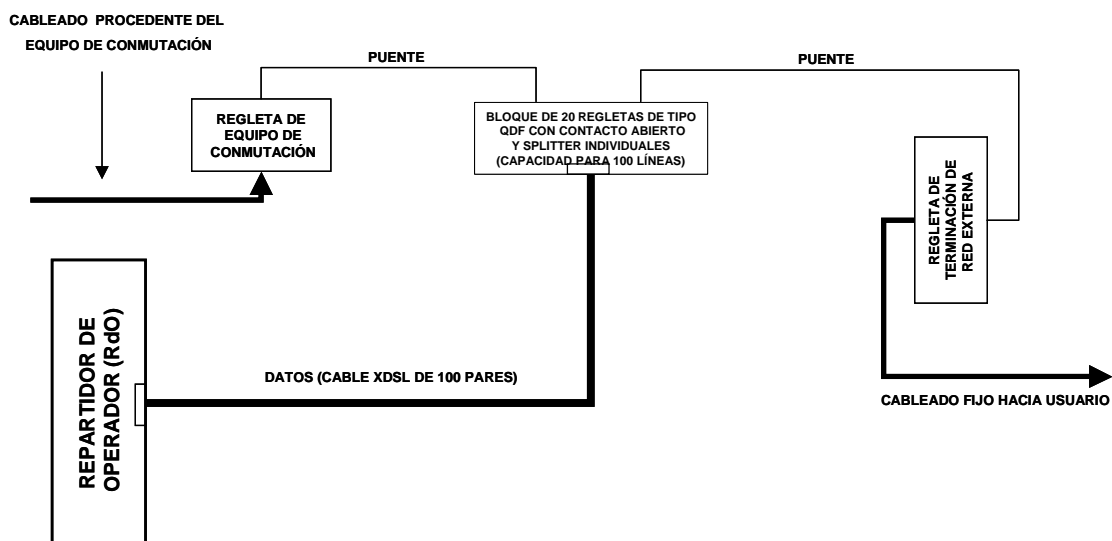 CABLEADO PROCEDENTE DEL
EQUIPO DE CONMUTACIÓN
PUENTE
PUENTE
REGLETA DE
EQUIPO DE
CONMUTACIÓN
BLOQUE DE 20 REGLETAS DE TIPO
QDF CON CONTACTO ABIERTO
Y SPLITTER INDIVIDUALES
(CAPACIDAD PARA 100 LÍNEAS)
REGLETA DE
TERMINACIÓN DE
RED EXTERNA
REPARTIDOR DE
OPERADOR (RdO)
DATOS (CABLE XDSL DE 100 PARES)
CABLEADO FIJO HACIA USUARIO